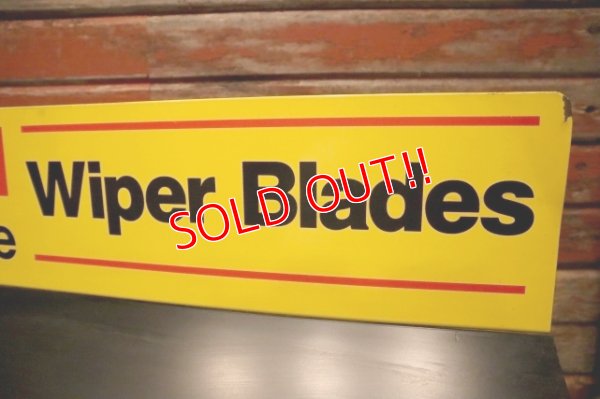 Wiper Blades
SOLD OUT!!
e